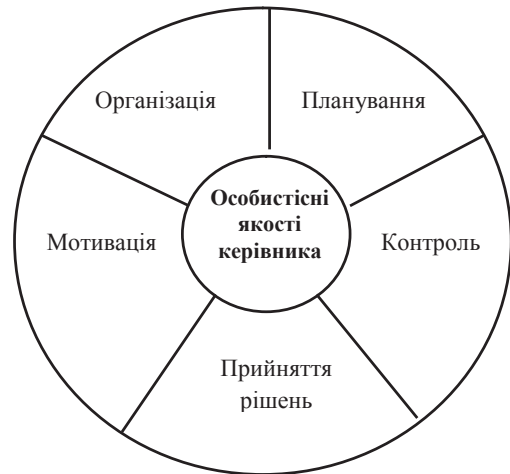 Організація
Планування
Особистісні
якості
керівника
Мотивація
Контроль
Прийняття
рішень